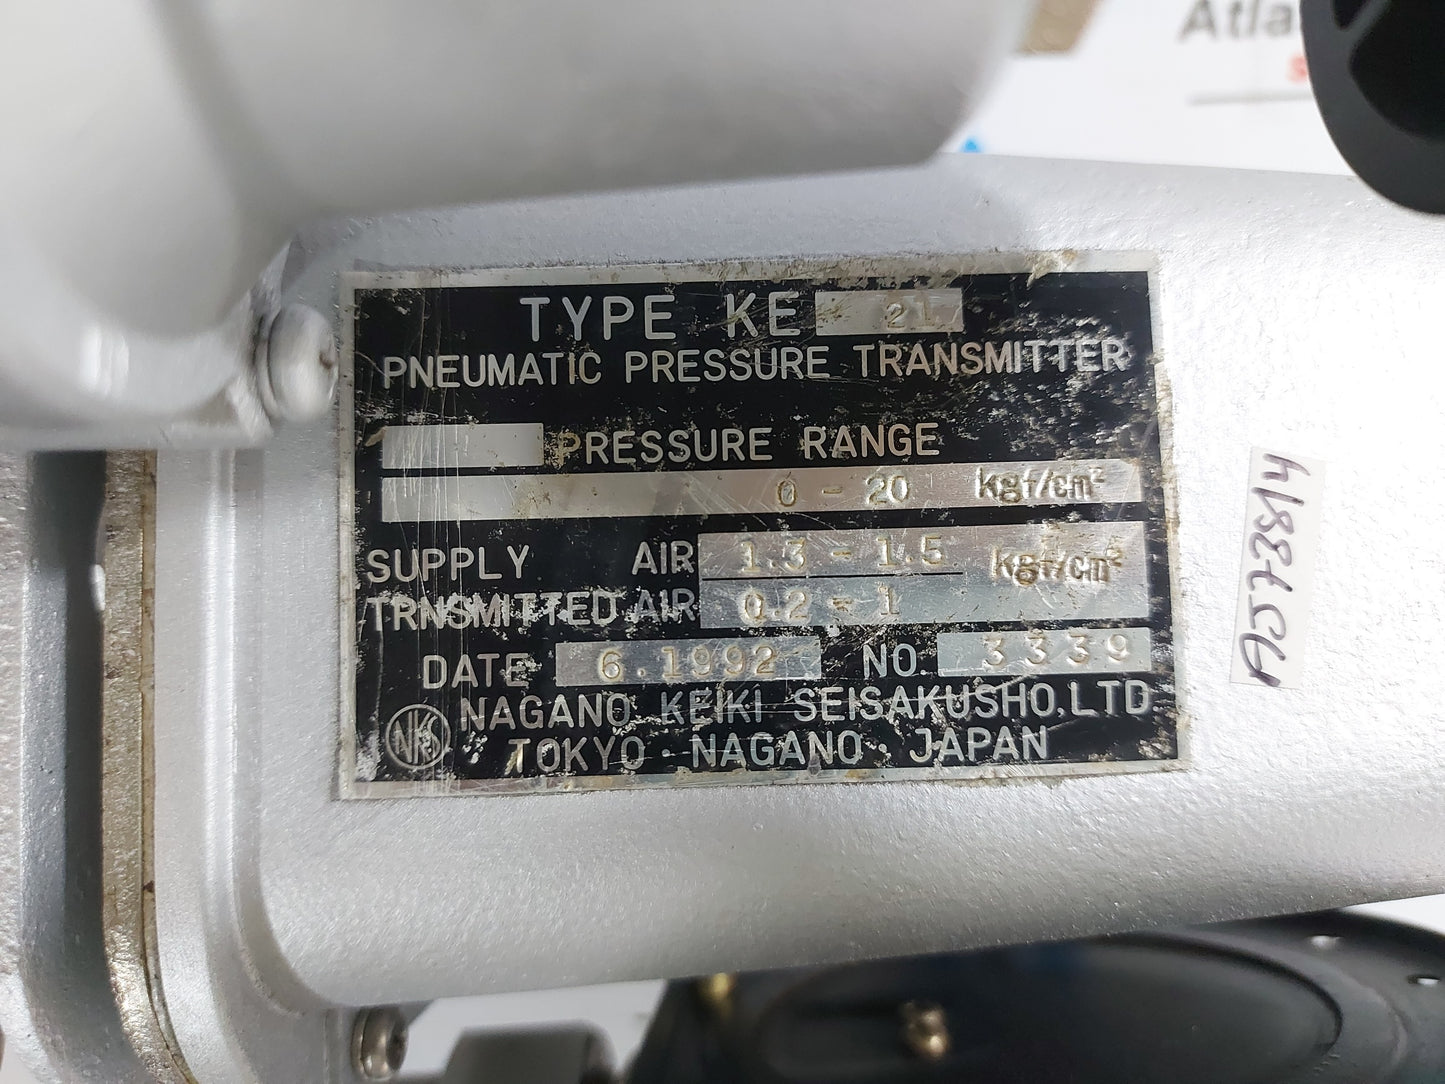 TYPE KE 21
PNEUMATIC PRESSURE TRANSMITTER
PRESSURE RANGE
0 - 20 kgf/cm²
SUPPLY AIR 1.3 - 1.5 kgf/cm²
TRNSMITTED AIR 0.2 - 1
DATE 6.1992 NO. 3339
NKS NAGANO KEIKI SEISAKUSHO.LTD
TOKYO · NAGANO · JAPAN
A573814
Atla